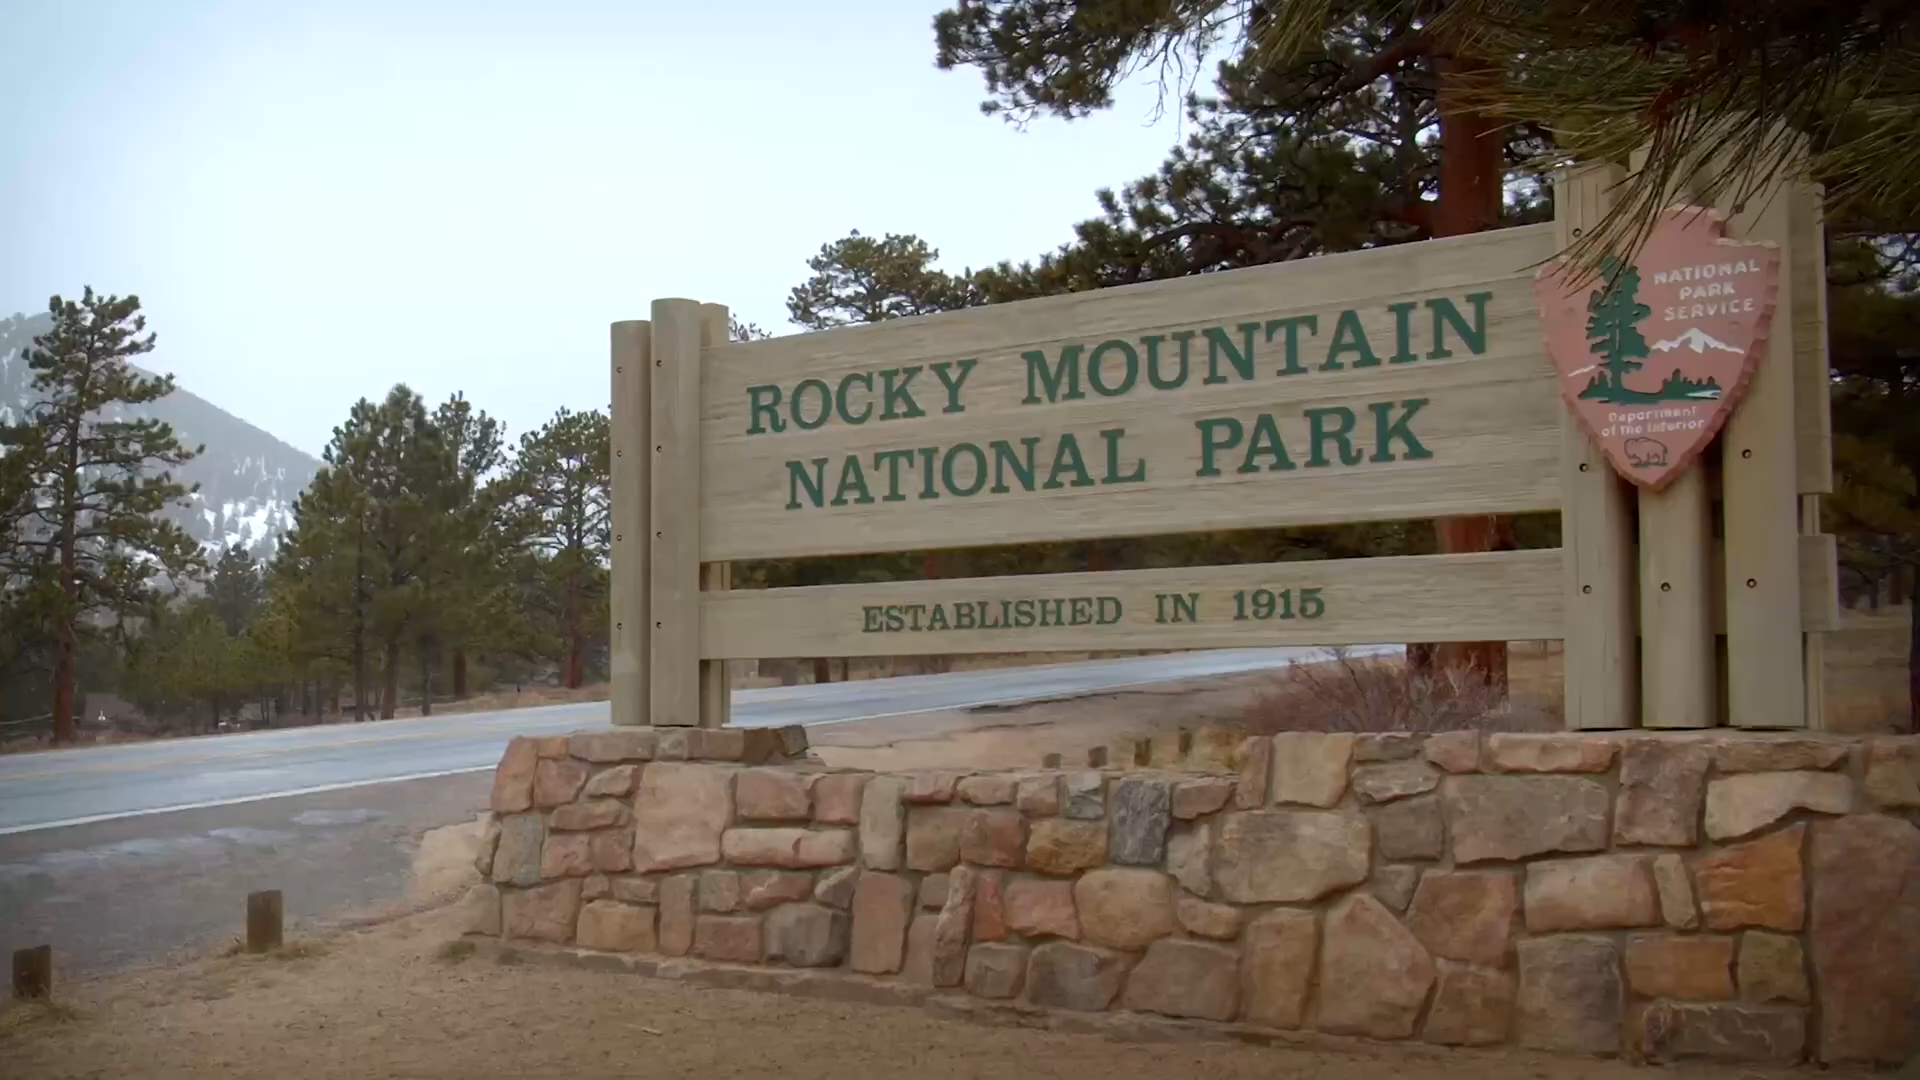 ROCKY MOUNTAIN
NATIONAL PARK
ESTABLISHED IN 1915
NATIONAL
PARK
SERVICE
Department
of the Interior